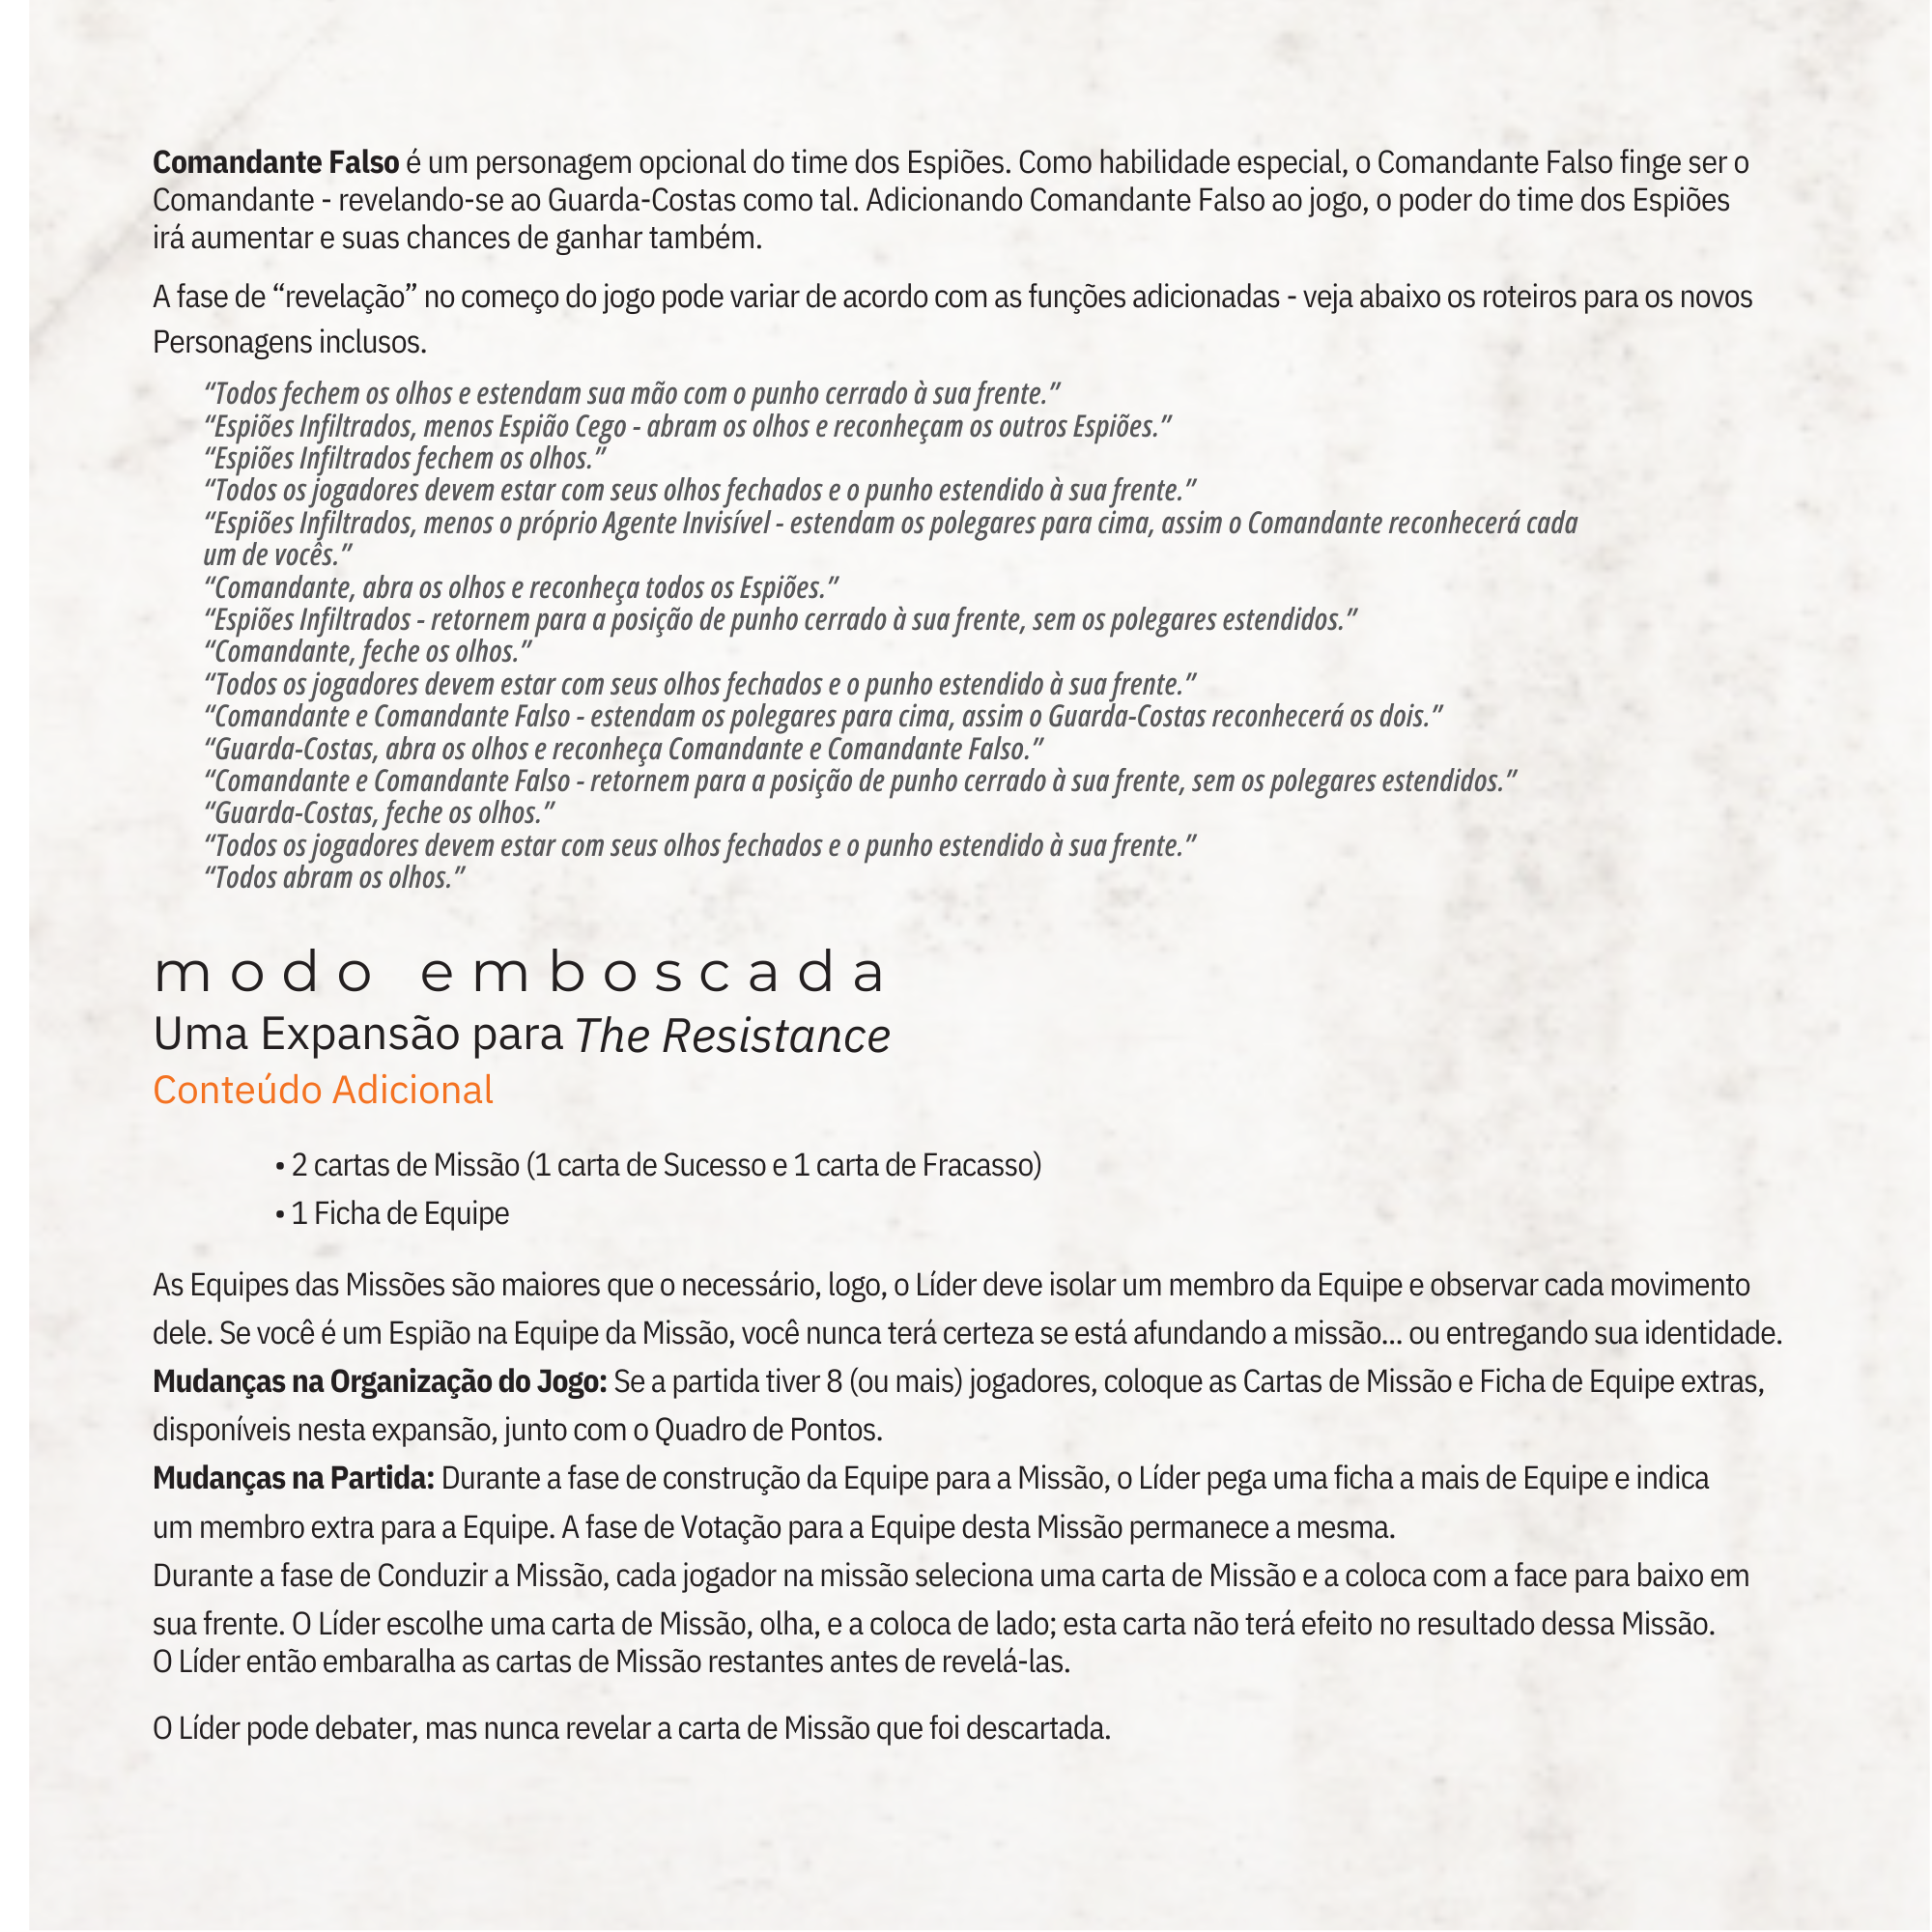 Comandante Falso é um personagem opcional do time dos Espiões. Como habilidade especial, o Comandante Falso finge ser o
Comandante - revelando-se ao Guarda-Costas como tal. Adicionando Comandante Falso ao jogo, o poder do time dos Espiões
irá aumentar e suas chances de ganhar também.
A fase de “revelação” no começo do jogo pode variar de acordo com as funções adicionadas - veja abaixo os roteiros para os novos
Personagens inclusos.
“Todos fechem os olhos e estendam sua mão com o punho cerrado à sua frente.”
“Espiões Infiltrados, menos Espião Cego - abram os olhos e reconheçam os outros Espiões.”
“Espiões Infiltrados fechem os olhos.”
“Todos os jogadores devem estar com seus olhos fechados e o punho estendido à sua frente.”
“Espiões Infiltrados, menos o próprio Agente Invisível - estendam os polegares para cima, assim o Comandante reconhecerá cada
um de vocês.”
“Comandante, abra os olhos e reconheça todos os Espiões.”
“Espiões Infiltrados - retornem para a posição de punho cerrado à sua frente, sem os polegares estendidos.”
“Comandante, feche os olhos.”
“Todos os jogadores devem estar com seus olhos fechados e o punho estendido à sua frente.”
“Comandante e Comandante Falso - estendam os polegares para cima, assim o Guarda-Costas reconhecerá os dois.”
“Guarda-Costas, abra os olhos e reconheça Comandante e Comandante Falso.”
“Comandante e Comandante Falso - retornem para a posição de punho cerrado à sua frente, sem os polegares estendidos.”
“Guarda-Costas, feche os olhos.”
“Todos os jogadores devem estar com seus olhos fechados e o punho estendido à sua frente.”
“Todos abram os olhos.”
modo emboscada
Uma Expansão para The Resistance
Conteúdo Adicional
• 2 cartas de Missão (1 carta de Sucesso e 1 carta de Fracasso)
• 1 Ficha de Equipe
As Equipes das Missões são maiores que o necessário, logo, o Líder deve isolar um membro da Equipe e observar cada movimento
dele. Se você é um Espião na Equipe da Missão, você nunca terá certeza se está afundando a missão... ou entregando sua identidade.
Mudanças na Organização do Jogo: Se a partida tiver 8 (ou mais) jogadores, coloque as Cartas de Missão e Ficha de Equipe extras,
disponíveis nesta expansão, junto com o Quadro de Pontos.
Mudanças na Partida: Durante a fase de construção da Equipe para a Missão, o Líder pega uma ficha a mais de Equipe e indica
um membro extra para a Equipe. A fase de Votação para a Equipe desta Missão permanece a mesma.
Durante a fase de Conduzir a Missão, cada jogador na missão seleciona uma carta de Missão e a coloca com a face para baixo em
sua frente. O Líder escolhe uma carta de Missão, olha, e a coloca de lado; esta carta não terá efeito no resultado dessa Missão.
O Líder então embaralha as cartas de Missão restantes antes de revelá-las.
O Líder pode debater, mas nunca revelar a carta de Missão que foi descartada.